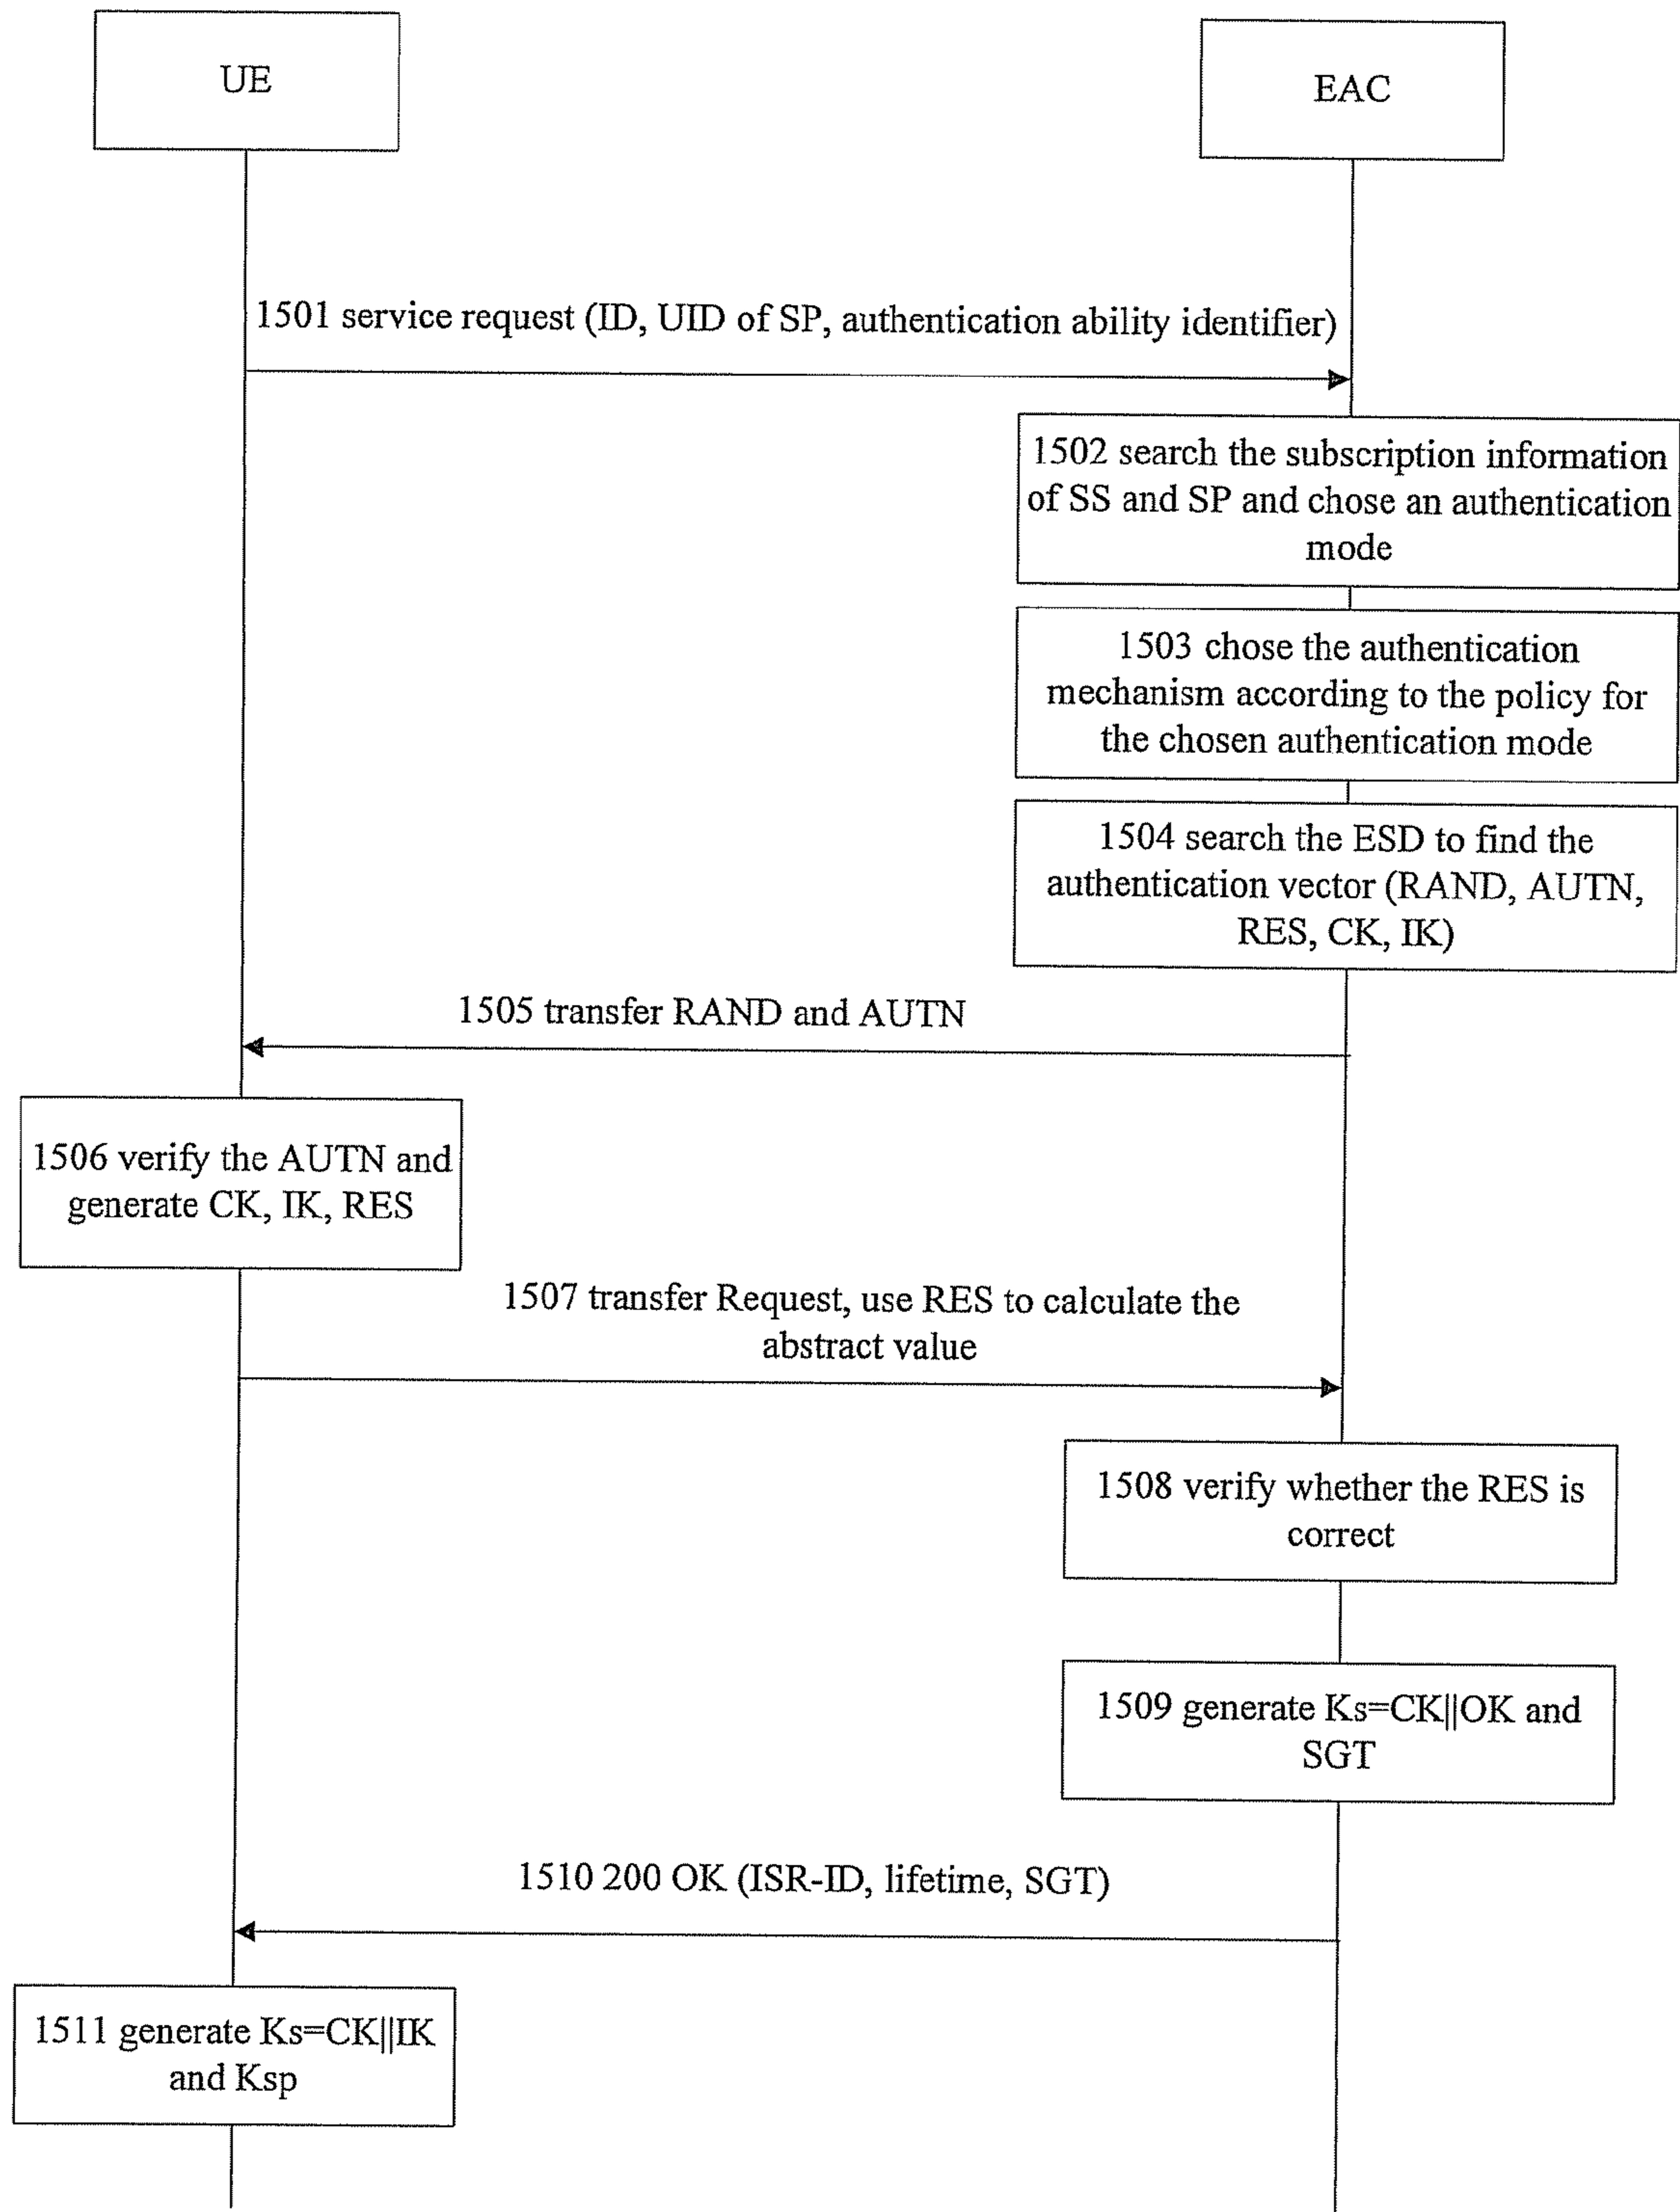 UE
EAC
1501 service request (ID, UID of SP, authentication ability identifier)
1502 search the subscription information
of SS and SP and chose an authentication
mode
1503 chose the authentication
mechanism according to the policy for
the chosen authentication mode
1504 search the ESD to find the
authentication vector (RAND, AUTN,
RES, CK, IK)
1505 transfer RAND and AUTN
1506 verify the AUTN and
generate CK, IK, RES
1507 transfer Request, use RES to calculate the
abstract value
1508 verify whether the RES is
correct
1509 generate Ks=CK||OK and
SGT
1510 200 OK (ISR-ID, lifetime, SGT)
1511 generate Ks=CK||IK
and Ksp